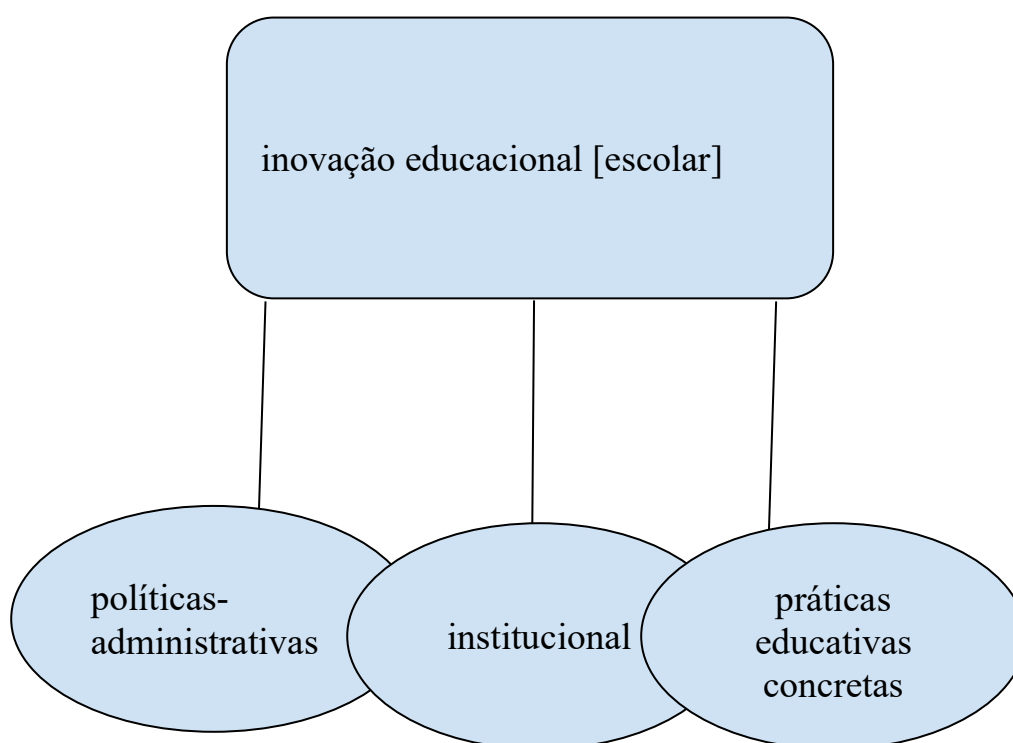 inovação educacional [escolar]
políticas-
administrativas
institucional
práticas
educativas
concretas